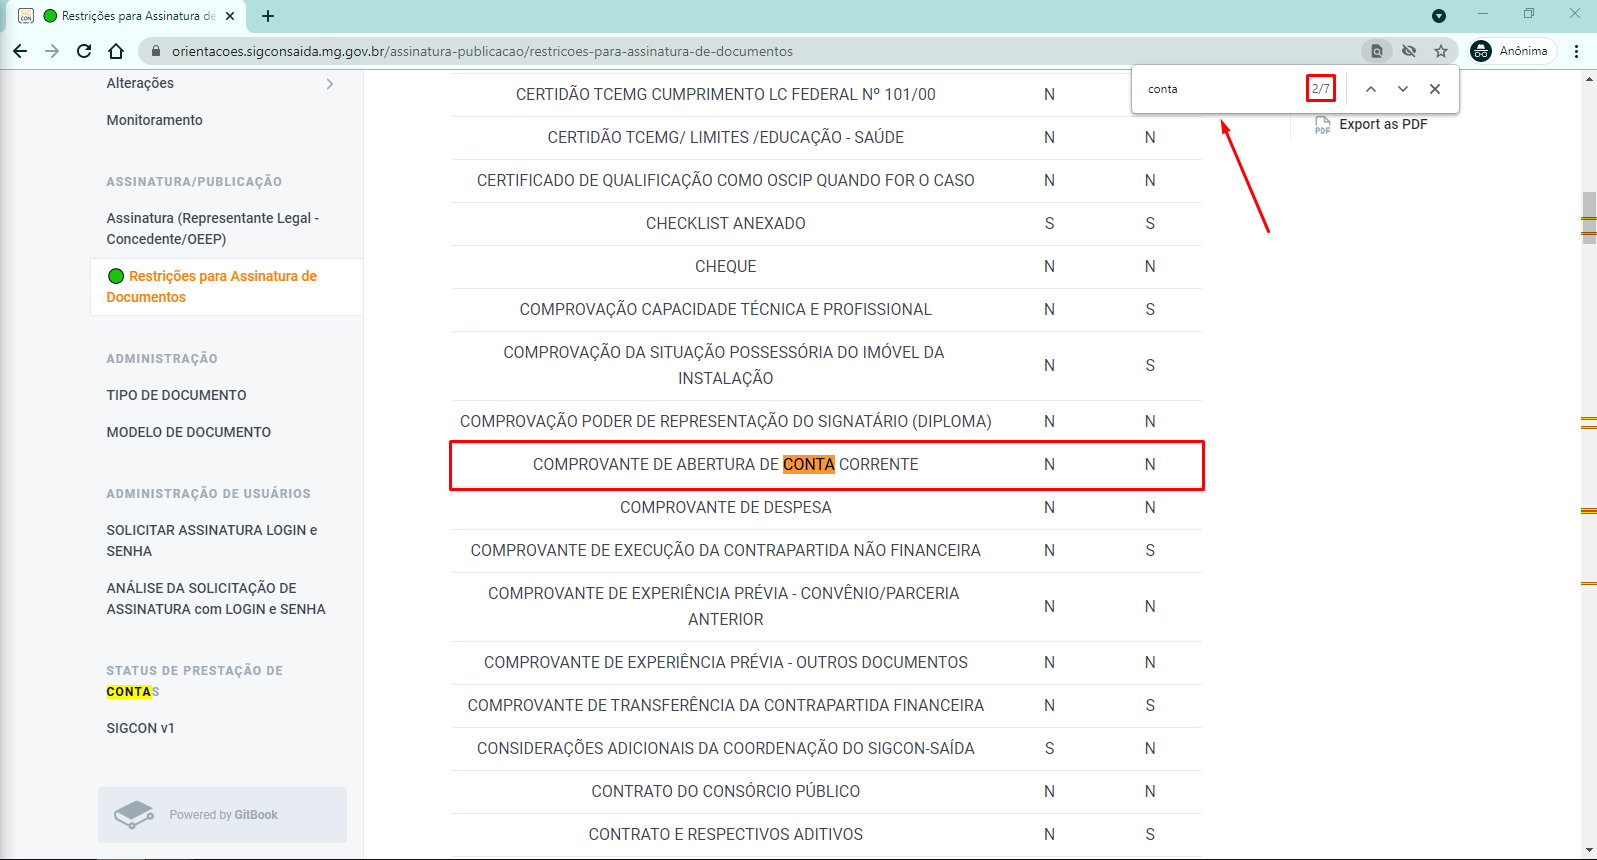 Restrições para Assinatura de
orientacoes.sigconsaida.mg.gov.br/assinatura-publicacao/restricoes-para-assinatura-de-documentos
Anônima
conta
2/7
Export as PDF
PDF
Alterações
Monitoramento
ASSINATURA/PUBLICAÇÃO
Assinatura (Representante Legal -
Concedente/OEEP)
Restrições para Assinatura de
Documentos
ADMINISTRAÇÃO
TIPO DE DOCUMENTO
MODELO DE DOCUMENTO
ADMINISTRAÇÃO DE USUÁRIOS
SOLICITAR ASSINATURA LOGIN e
SENHA
ANÁLISE DA SOLICITAÇÃO DE
ASSINATURA com LOGIN e SENHA
STATUS DE PRESTAÇÃO DE
CONTAS
SIGCON v1
Powered by GitBook
CERTIDÃO TCEMG CUMPRIMENTO LC FEDERAL Nº 101/00 N
CERTIDÃO TCEMG/ LIMITES /EDUCAÇÃO - SAÚDE N N
CERTIFICADO DE QUALIFICAÇÃO COMO OSCIP QUANDO FOR O CASO N N
CHECKLIST ANEXADO S S
CHEQUE N N
COMPROVAÇÃO CAPACIDADE TÉCNICA E PROFISSIONAL N S
COMPROVAÇÃO DA SITUAÇÃO POSSESSÓRIA DO IMÓVEL DA
INSTALAÇÃO N S
COMPROVAÇÃO PODER DE REPRESENTAÇÃO DO SIGNATÁRIO (DIPLOMA) N N
COMPROVANTE DE ABERTURA DE CONTA CORRENTE N N
COMPROVANTE DE DESPESA N N
COMPROVANTE DE EXECUÇÃO DA CONTRAPARTIDA NÃO FINANCEIRA N S
COMPROVANTE DE EXPERIÊNCIA PRÉVIA - CONVÊNIO/PARCERIA
ANTERIOR N N
COMPROVANTE DE EXPERIÊNCIA PRÉVIA - OUTROS DOCUMENTOS N N
COMPROVANTE DE TRANSFERÊNCIA DA CONTRAPARTIDA FINANCEIRA N S
CONSIDERAÇÕES ADICIONAIS DA COORDENAÇÃO DO SIGCON-SAÍDA S N
CONTRATO DO CONSÓRCIO PÚBLICO N N
CONTRATO E RESPECTIVOS ADITIVOS N S